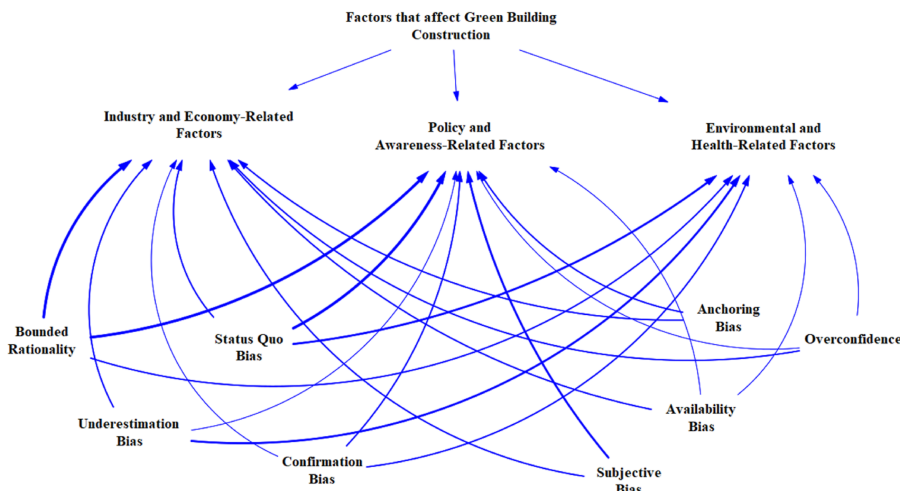 Factors that affect Green Building
Construction
Industry and Economy-Related
Factors
Policy and
Awareness-Related Factors
Environmental and
Health-Related Factors
Bounded
Rationality
Status Quo
Bias
Anchoring
Bias
Overconfidence
Underestimation
Bias
Availability
Bias
Confirmation
Bias
Subjective
Bias